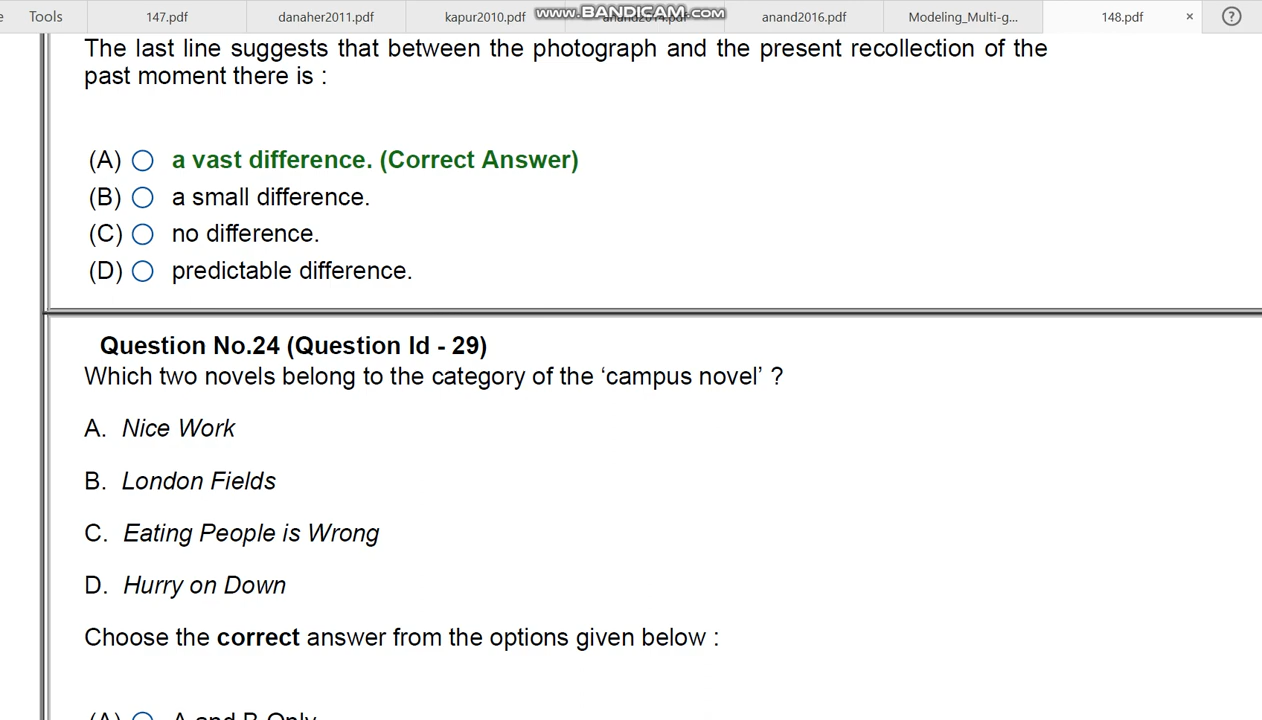 e Tools 147.pdf danaher2011.pdf kapur2010.pdf anand2014.pdf anand2016.pdf Modeling_Multi-g... 148.pdf × ?
www.BANDICAM.com
The last line suggests that between the photograph and the present recollection of the
past moment there is :
(A) a vast difference. (Correct Answer)
(B) a small difference.
(C) no difference.
(D) predictable difference.
Question No.24 (Question Id - 29)
Which two novels belong to the category of the ‘campus novel’ ?
A. Nice Work
B. London Fields
C. Eating People is Wrong
D. Hurry on Down
Choose the correct answer from the options given below :
(A) A and B Only